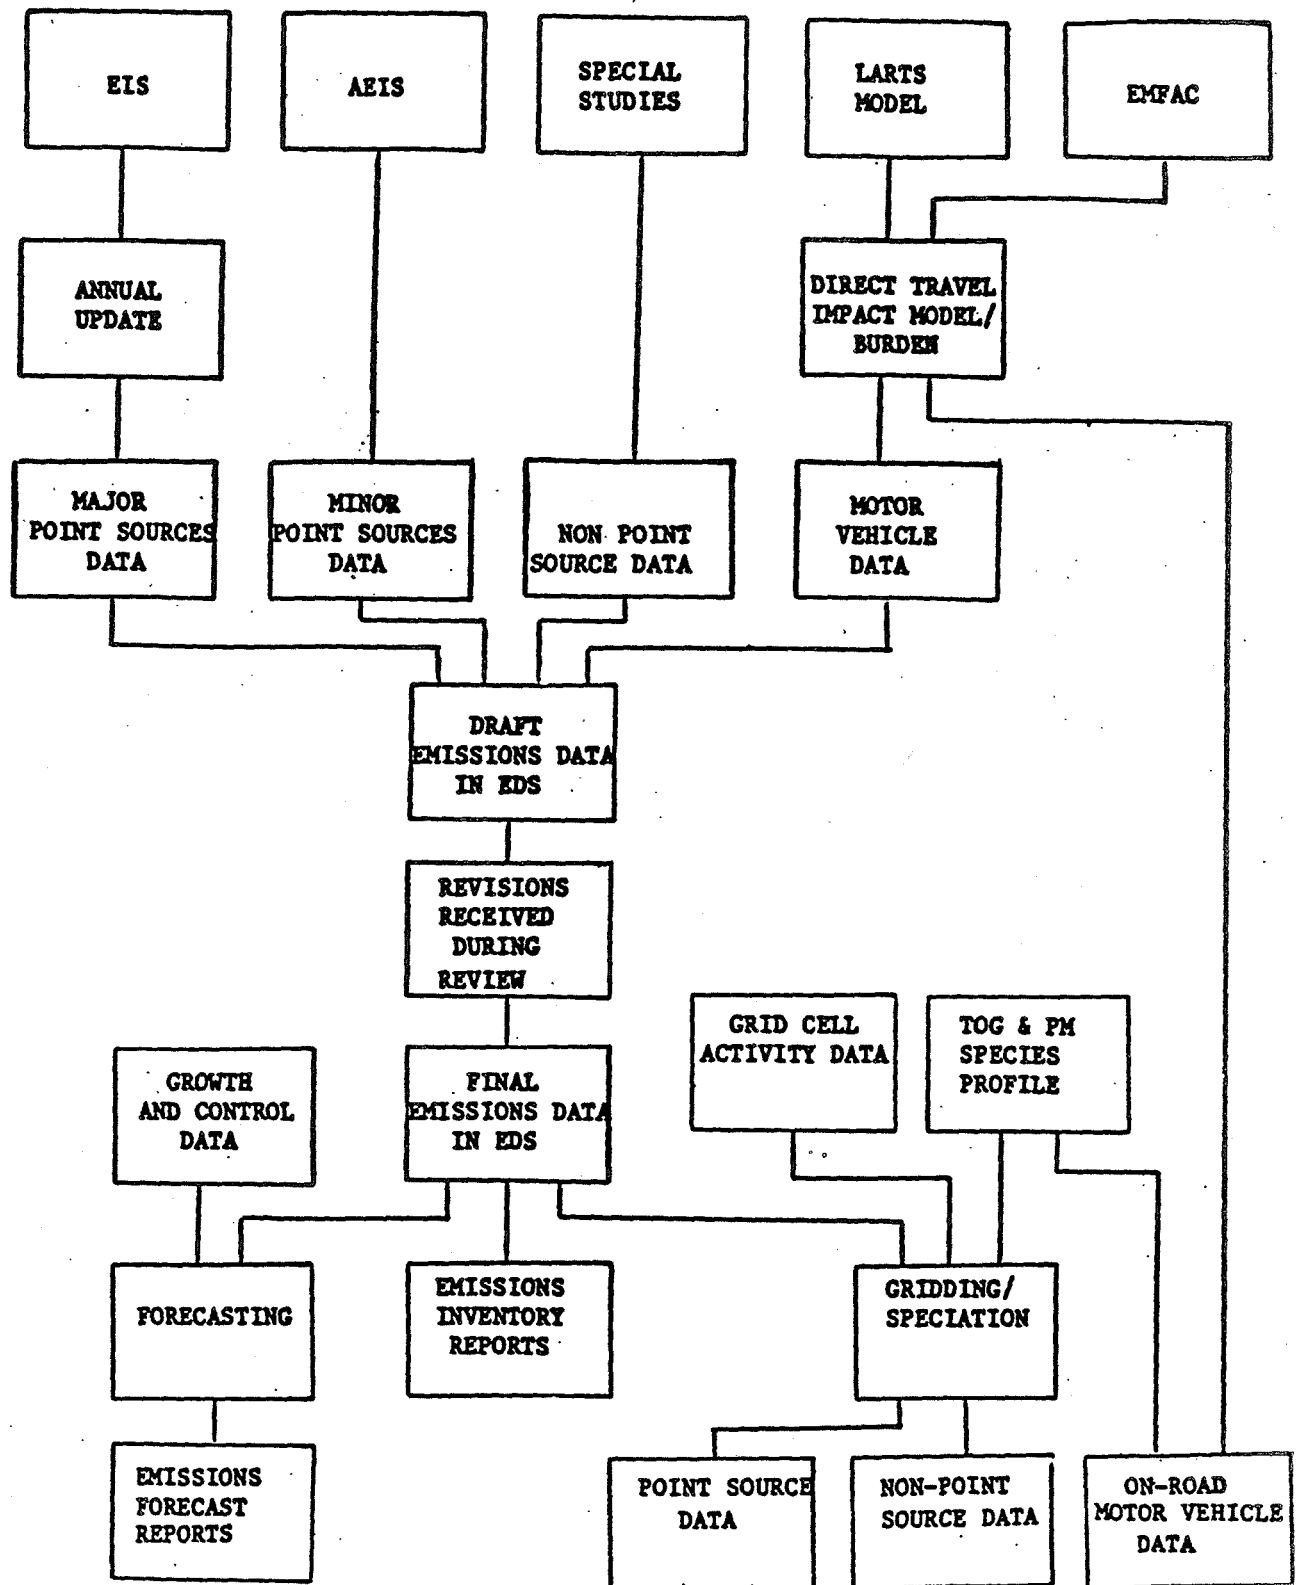 EIS
AEIS
SPECIAL
STUDIES
LARTS
MODEL
EMFAC
ANNUAL
UPDATE
DIRECT TRAVEL
IMPACT MODEL/
BURDEN
MAJOR
POINT SOURCES
DATA
MINOR
POINT SOURCES
DATA
NON POINT
SOURCE DATA
MOTOR
VEHICLE
DATA
DRAFT
EMISSIONS DATA
IN EDS
REVISIONS
RECEIVED
DURING
REVIEW
GRID CELL
ACTIVITY DATA
TOG & PM
SPECIES
PROFILE
GROWTH
AND CONTROL
DATA
FINAL
EMISSIONS DATA
IN EDS
FORECASTING
EMISSIONS
INVENTORY
REPORTS
GRIDDING/
SPECIATION
EMISSIONS
FORECAST
REPORTS
POINT SOURCE
DATA
NON-POINT
SOURCE DATA
ON-ROAD
MOTOR VEHICLE
DATA